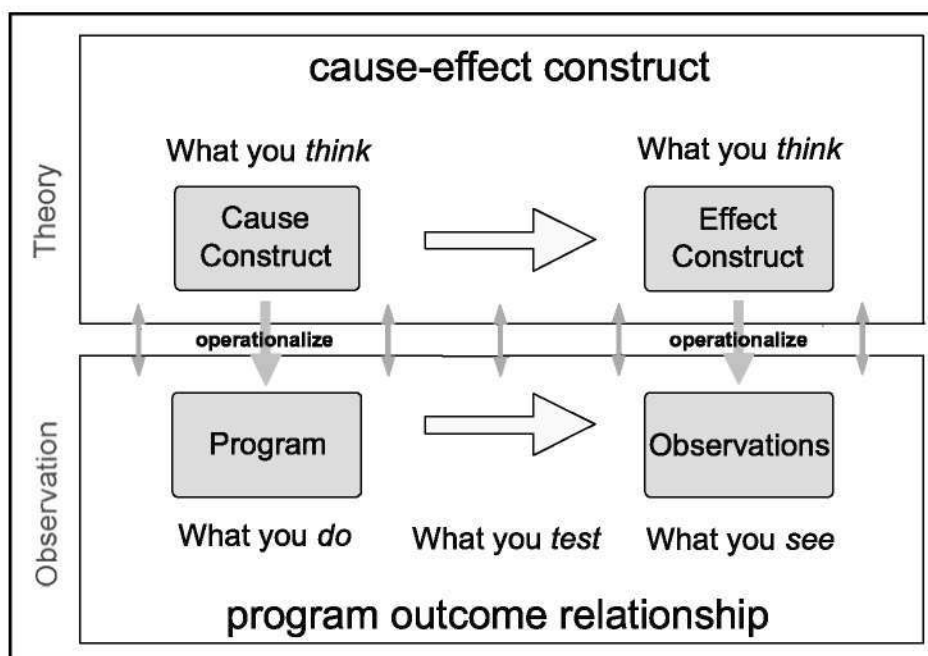 cause-effect construct
What you think
What you think
Theory
Cause
Construct
Effect
Construct
operationalize
operationalize
Observation
Program
Observations
What you do
What you test
What you see
program outcome relationship